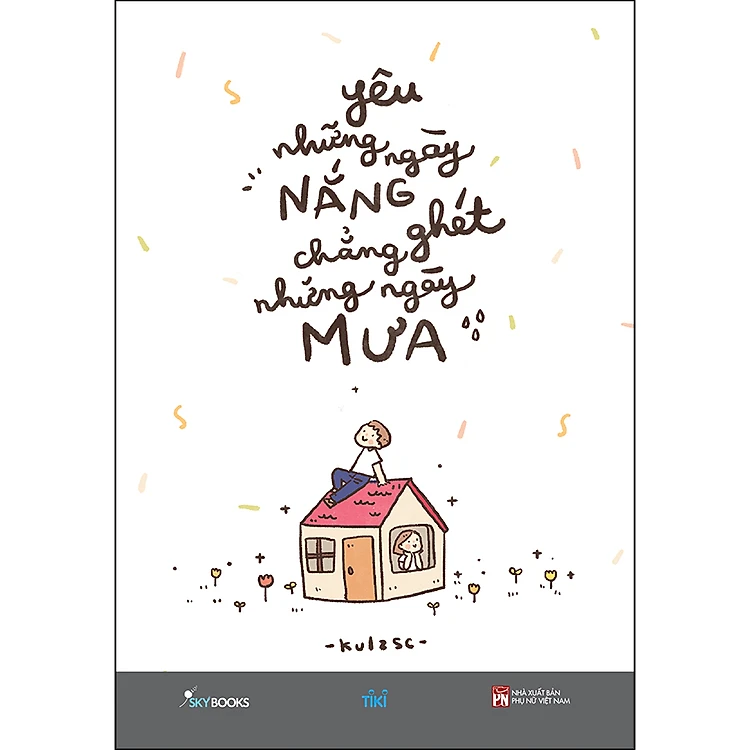 yêu
những ngày
NẮNG
chẳng ghét
những ngày
MƯA
-kulzsc-
SKYBOOKS
TIKI
PN NHÀ XUẤT BẢN
PHỤ NỮ VIỆT NAM